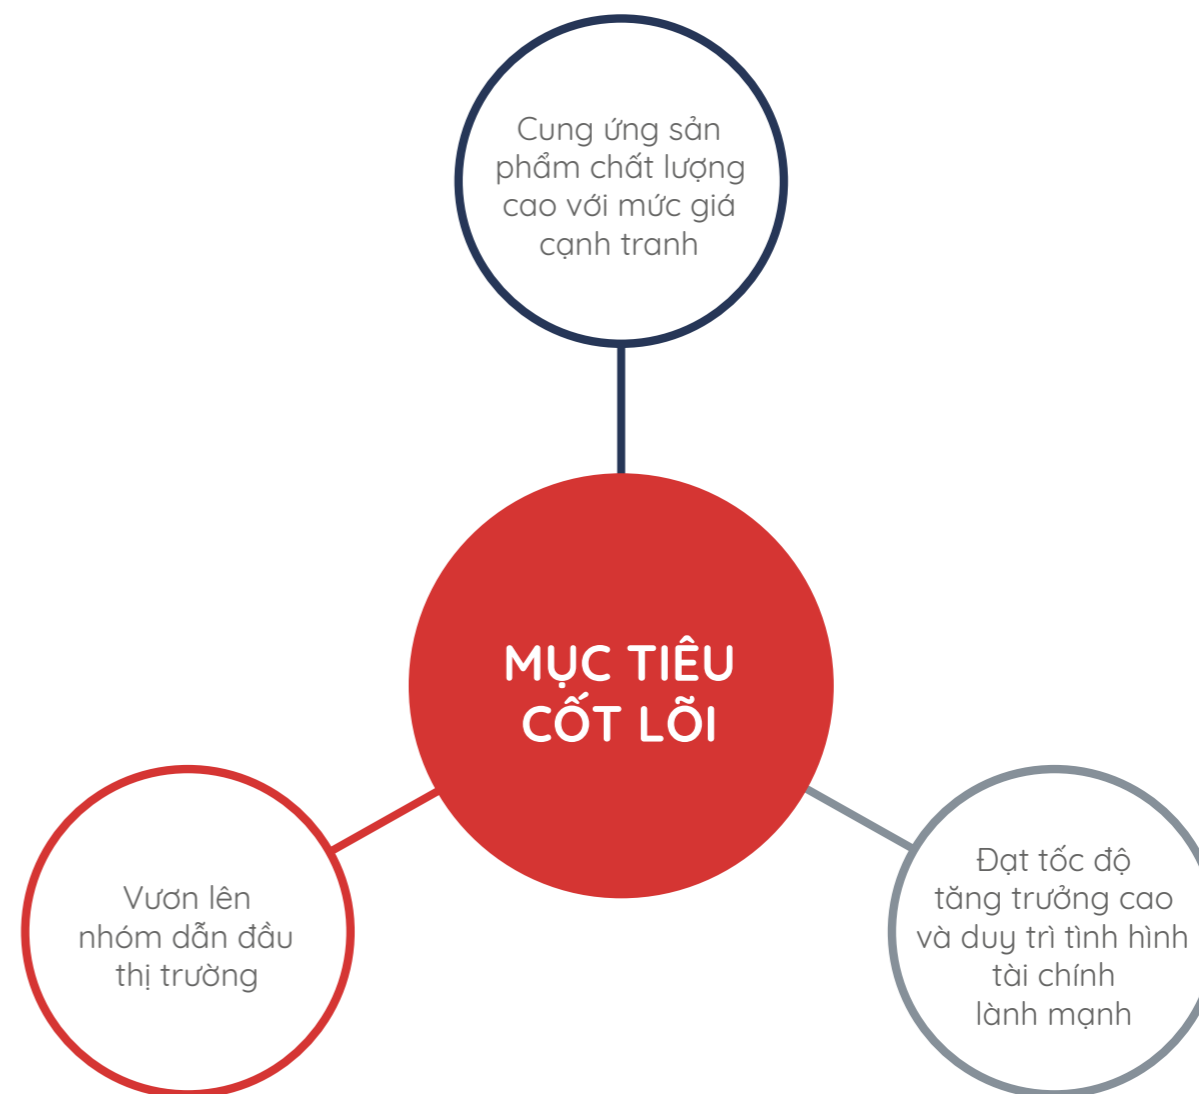 Cung ứng sản
phẩm chất lượng
cao với mức giá
cạnh tranh
MỤC TIÊU
CỐT LÕI
Vươn lên
nhóm dẫn đầu
thị trường
Đạt tốc độ
tăng trưởng cao
và duy trì tình hình
tài chính
lành mạnh